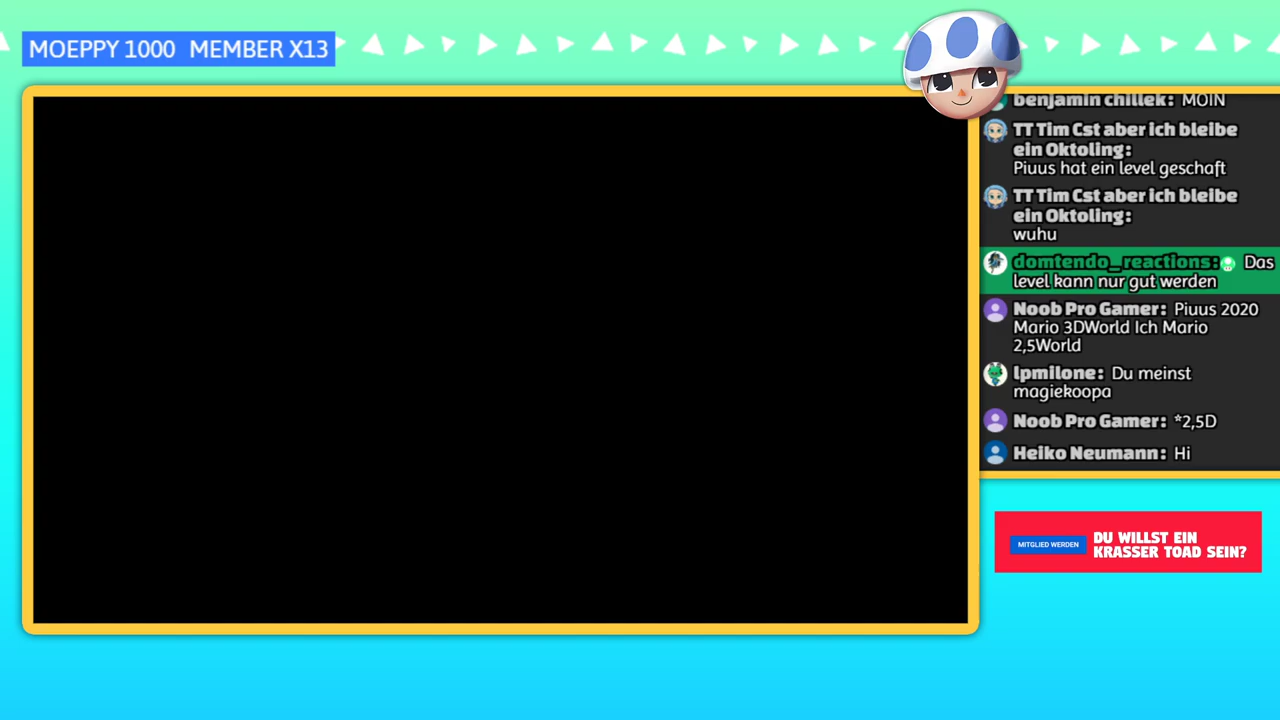 MOEPPY 1000 MEMBER X13
benjamin chillek: MOIN
TT Tim Cst aber ich bleibe
ein Oktoling:
Piuus hat ein level geschaft
TT Tim Cst aber ich bleibe
ein Oktoling:
wuhu
domtendo_reactions: Das
level kann nur gut werden
Noob Pro Gamer: Piuus 2020
Mario 3DWorld Ich Mario
2,5World
lpmilone: Du meinst
magiekoopa
Noob Pro Gamer: *2,5D
Heiko Neumann: Hi
MITGLIED WERDEN
DU WILLST EIN
KRASSER TOAD SEIN?